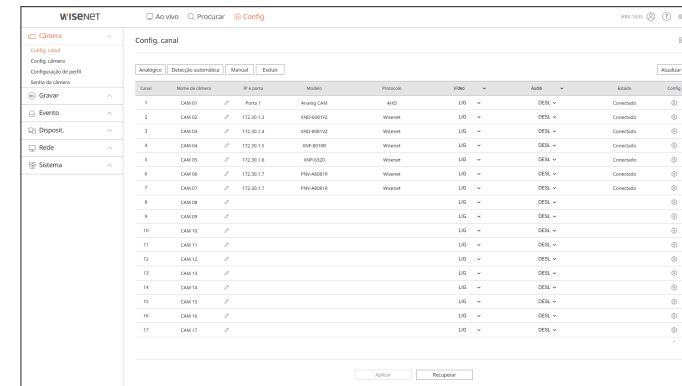 WISENET Ao vivo Procurar Config HRX-1635
Câmera
Config. canal
Config. câmera
Configuração de perfil
Senha da câmera
Gravar
Evento
Disposit.
Rede
Sistema
Config. canal
Analógico Detecção automática Manual Excluir Atualizar
Canal Nome da câmera IP e porta Modelo Protocolo Vídeo Áudio Estado Config
1 CAM 01 Porta 1 Analog CAM AHD LIG DESL Conectado
2 CAM 02 172.30.1.3 XND-6081FZ Wisenet LIG DESL Conectado
3 CAM 03 172.30.1.4 XND-8081VZ Wisenet LIG DESL Conectado
4 CAM 04 172.30.1.5 XNF-8010R Wisenet LIG DESL Conectado
5 CAM 05 172.30.1.6 XNP-6320 Wisenet LIG DESL Conectado
6 CAM 06 172.30.1.7 PNV-A8081R Wisenet LIG DESL Conectado
7 CAM 07 172.30.1.7 PNV-A8081R Wisenet LIG DESL Conectado
8 CAM 08 LIG DESL
9 CAM 09 LIG DESL
10 CAM 10 LIG DESL
11 CAM 11 LIG DESL
12 CAM 12 LIG DESL
13 CAM 13 LIG DESL
14 CAM 14 LIG DESL
15 CAM 15 LIG DESL
16 CAM 16 LIG DESL
17 CAM 17 LIG DESL
Aplicar Recuperar